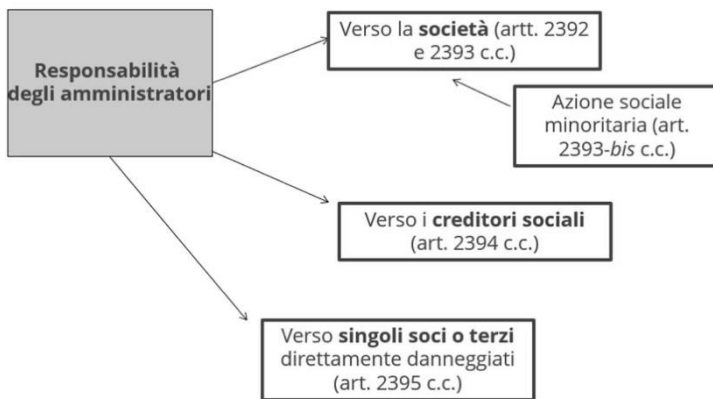 Responsabilità
degli amministratori
Verso la società (artt. 2392
e 2393 c.c.)
Azione sociale
minoritaria (art.
2393-bis c.c.)
Verso i creditori sociali
(art. 2394 c.c.)
Verso singoli soci o terzi
direttamente danneggiati
(art. 2395 c.c.)